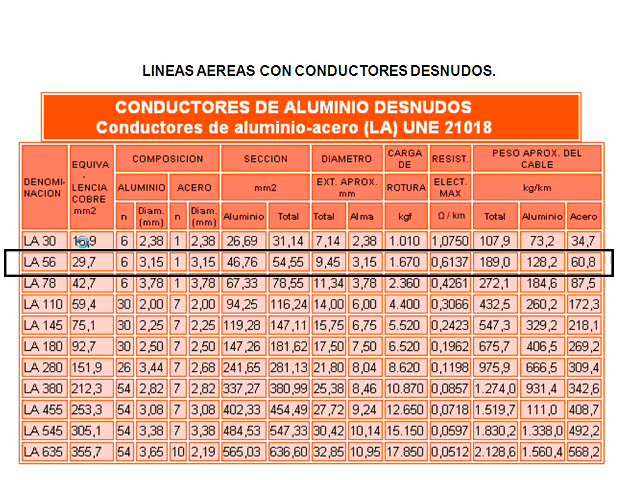 LINEAS AEREAS CON CONDUCTORES DESNUDOS.
CONDUCTORES DE ALUMINIO DESNUDOS
Conductores de aluminio-acero (LA) UNE 21018
DENOMI-NACION EQUIVA.-LENCIA COBRE mm2 COMPOSICION SECCION DIAMETRO CARGA DE RESIST. PESO APROX. DEL CABLE
ALUMINIO ACERO mm2 EXT. APROX. mm ROTURA ELECT. MAX kg/km
n Diam. (mm) n Diam. (mm) Aluminio Total Total Alma kgf Ω / km Total Aluminio Acero
LA 30 6 2,38 1 2,38 26,69 31,14 7,14 2,38 1.010 1,0750 107,9 73,2 34,7
LA 56 29,7 6 3,15 1 3,15 46,76 54,55 9,45 3,15 1.670 0,6137 189,0 128,2 60,8
LA 78 42,7 6 3,78 1 3,78 67,33 78,55 11,34 3,78 2.360 0,4261 272,1 184,6 87,5
LA 110 59,4 30 2,00 7 2,00 94,25 116,24 14,00 6,00 4.400 0,3066 432,5 260,2 172,3
LA 145 75,1 30 2,25 7 2,25 119,28 147,11 15,75 6,75 5.520 0,2423 547,3 329,2 218,1
LA 180 92,7 30 2,50 7 2,50 147,26 181,62 17,50 7,50 6.520 0,1962 675,7 406,5 269,2
LA 280 151,9 26 3,44 7 2,68 241,65 281,13 21,80 8,04 8.620 0,1198 975,9 666,5 309,4
LA 380 212,3 54 2,82 7 2,82 337,27 380,99 25,38 8,46 10.870 0,0857 1.274,0 931,4 342,6
LA 455 253,3 54 3,08 7 3,08 402,33 454,49 27,72 9,24 12.650 0,0718 1.519,7 111,0 408,7
LA 545 305,1 54 3,38 7 3,38 484,53 547,33 30,42 10,14 15.150 0,0597 1.830,2 1.338,0 492,2
LA 635 355,7 54 3,65 10 2,19 565,03 636,60 32,85 10,95 17.850 0,0512 2.128,6 1.560,4 568,2